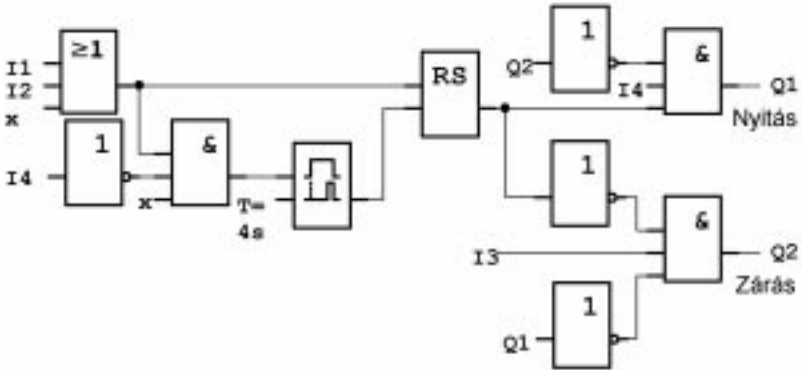 I1
I2
x
≥1
I4
1
x
&
T=
4s
RS
Q2
1
I4
&
Q1
Nyitás
1
I3
&
Q2
Zárás
Q1
1